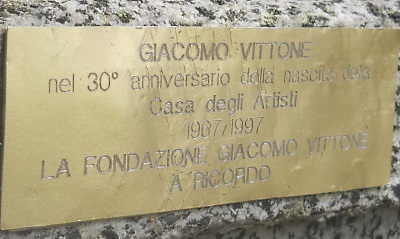 GIACOMO VITTONE
nel 30° anniversario della nascita della
Casa degli Artisti
1967/1997
LA FONDAZIONE GIACOMO VITTONE
A RICORDO